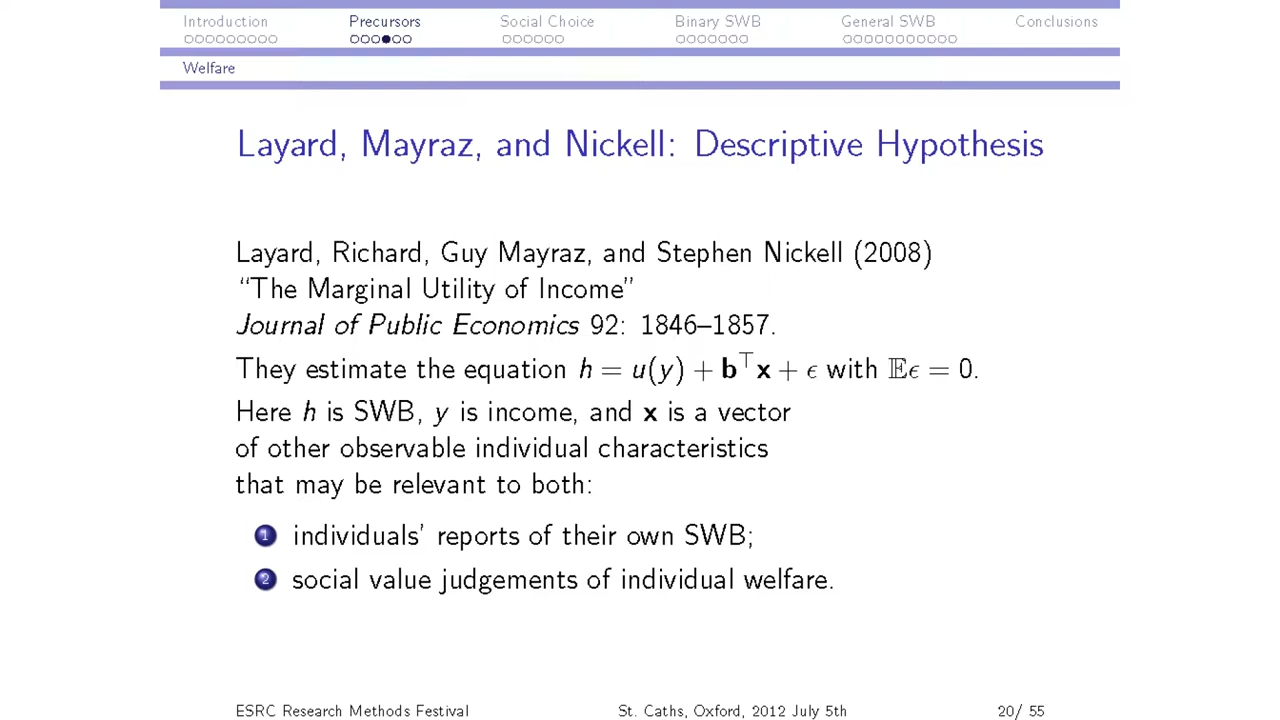 Introduction Precursors Social Choice Binary SWB General SWB Conclusions
Welfare
Layard, Mayraz, and Nickell: Descriptive Hypothesis
Layard, Richard, Guy Mayraz, and Stephen Nickell (2008)
“The Marginal Utility of Income”
Journal of Public Economics 92: 1846–1857.
They estimate the equation h = u(y) + b⊤x + ϵ with 𝔼ϵ = 0.
Here h is SWB, y is income, and x is a vector
of other observable individual characteristics
that may be relevant to both:
1 individuals’ reports of their own SWB;
2 social value judgements of individual welfare.
ESRC Research Methods Festival St. Caths, Oxford, 2012 July 5th 20/ 55